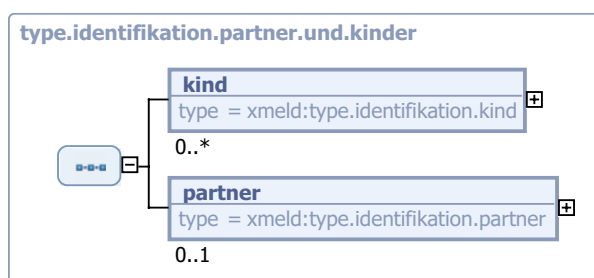 type.identifikation.partner.und.kinder
kind
type = xmeld:type.identifikation.kind
0..*
partner
type = xmeld:type.identifikation.partner
0..1